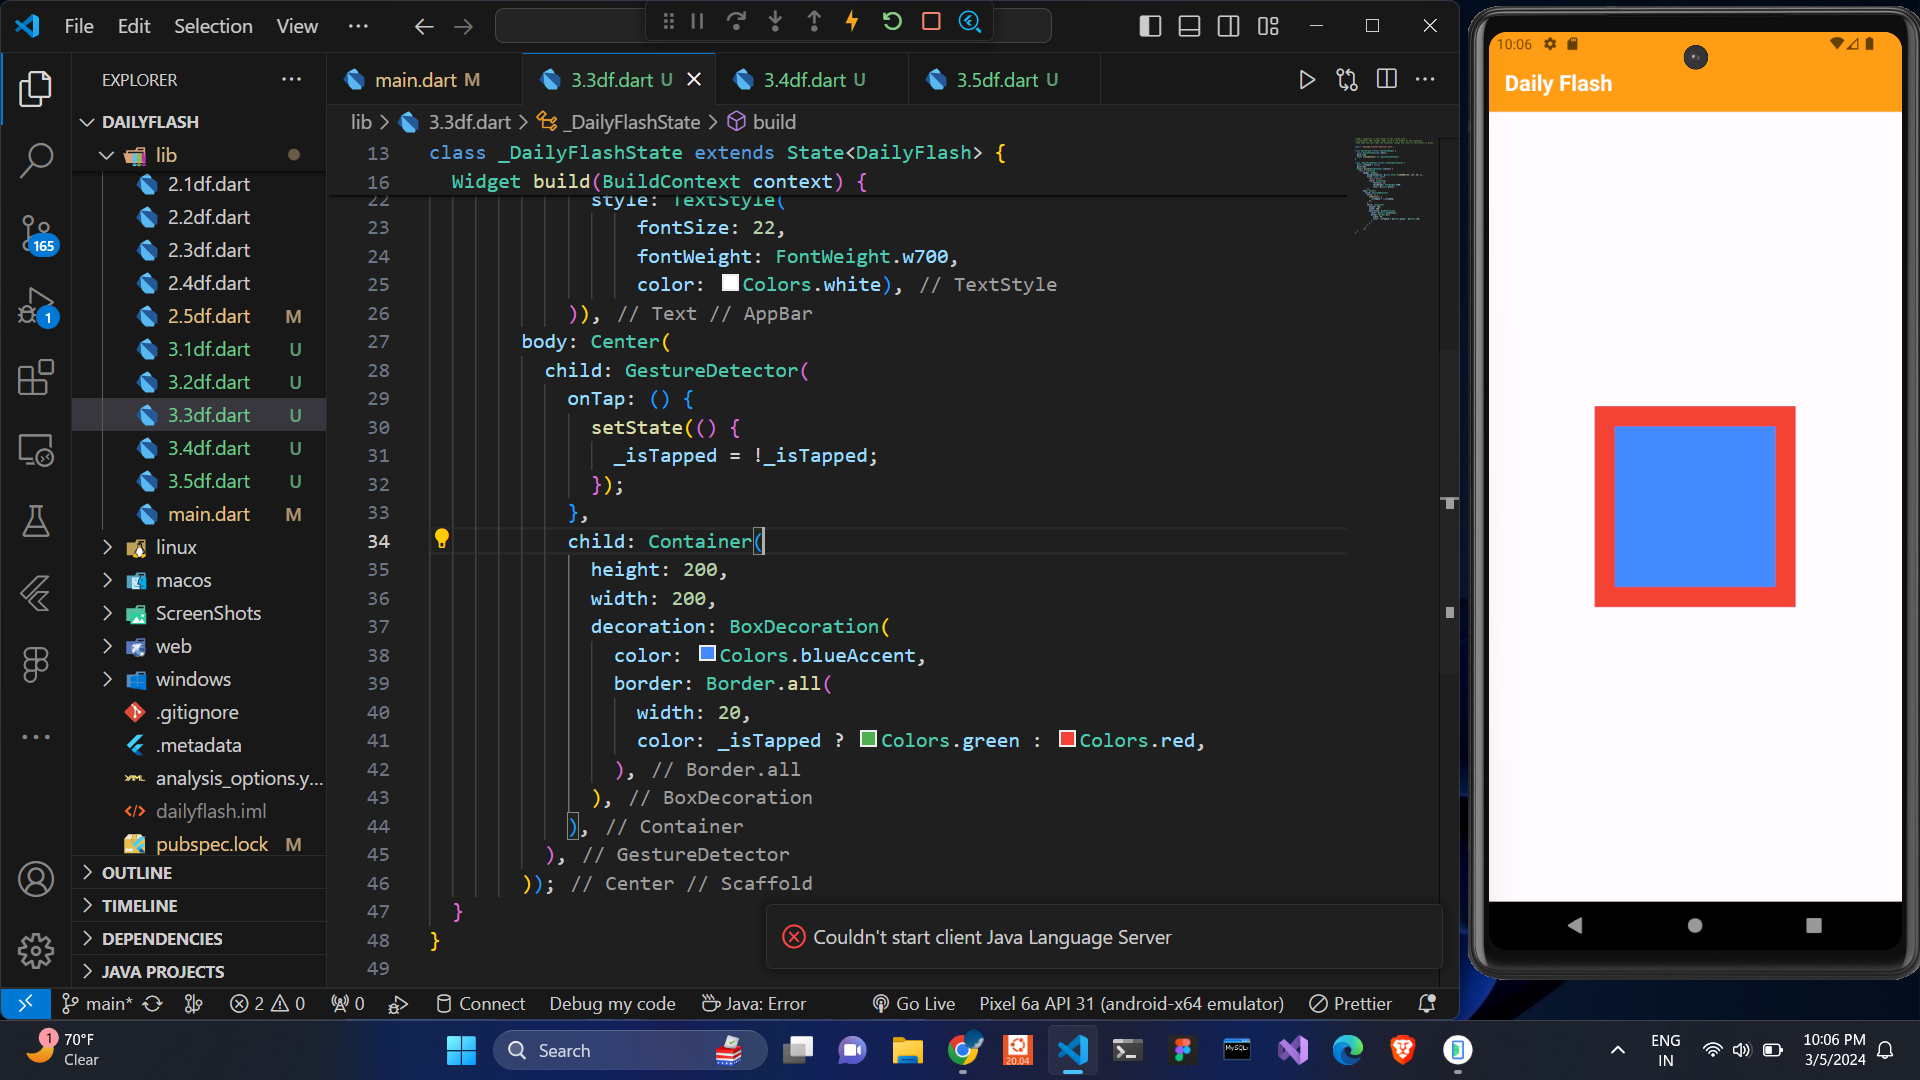 File Edit Selection View
EXPLORER
DAILYFLASH
lib
2.1df.dart
2.2df.dart
2.3df.dart
2.4df.dart
2.5df.dart M
3.1df.dart U
3.2df.dart U
3.3df.dart U
3.4df.dart U
3.5df.dart U
main.dart M
linux
macos
ScreenShots
web
windows
.gitignore
.metadata
analysis_options.y...
dailyflash.iml
pubspec.lock M
OUTLINE
TIMELINE
DEPENDENCIES
JAVA PROJECTS
165
1
main.dart M 3.3df.dart U 3.4df.dart U 3.5df.dart U
lib > 3.3df.dart > _DailyFlashState > build
13 class _DailyFlashState extends State<DailyFlash> {
16 Widget build(BuildContext context) {
22 style: TextStyle(
23 fontSize: 22,
24 fontWeight: FontWeight.w700,
25 color: Colors.white), // TextStyle
26 )), // Text // AppBar
27 body: Center(
28 child: GestureDetector(
29 onTap: () {
30 setState(() {
31 _isTapped = !_isTapped;
32 });
33 },
34 child: Container(
35 height: 200,
36 width: 200,
37 decoration: BoxDecoration(
38 color: Colors.blueAccent,
39 border: Border.all(
40 width: 20,
41 color: _isTapped ? Colors.green : Colors.red,
42 ), // Border.all
43 ), // BoxDecoration
44 ), // Container
45 ), // GestureDetector
46 )); // Center // Scaffold
47 }
48 }
49
Couldn't start client Java Language Server
main* 2 0 0 Connect Debug my code Java: Error Go Live Pixel 6a API 31 (android-x64 emulator) Prettier
10:06
Daily Flash
1
70°F
Clear
Search
20.04
MySQL
ENG
IN
10:06 PM
3/5/2024